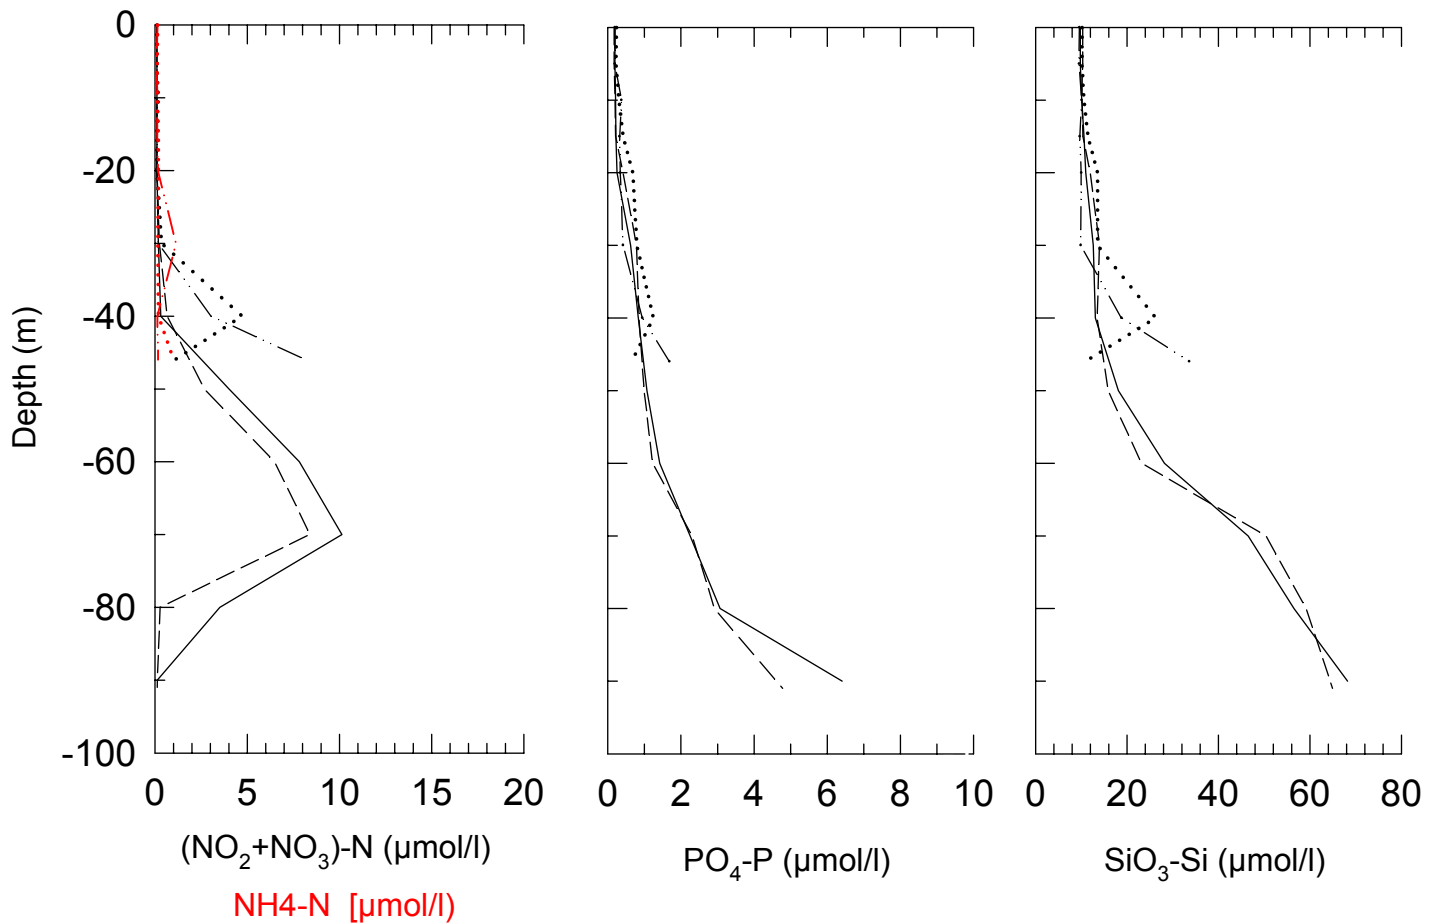 0
-20
-40
-60
-80
-100
Depth (m)
0 5 10 15 20
(NO₂+NO₃)-N (µmol/l)
NH4-N [µmol/l)
0 2 4 6 8 10
PO₄-P (µmol/l)
0 20 40 60 80
SiO₃-Si (µmol/l)